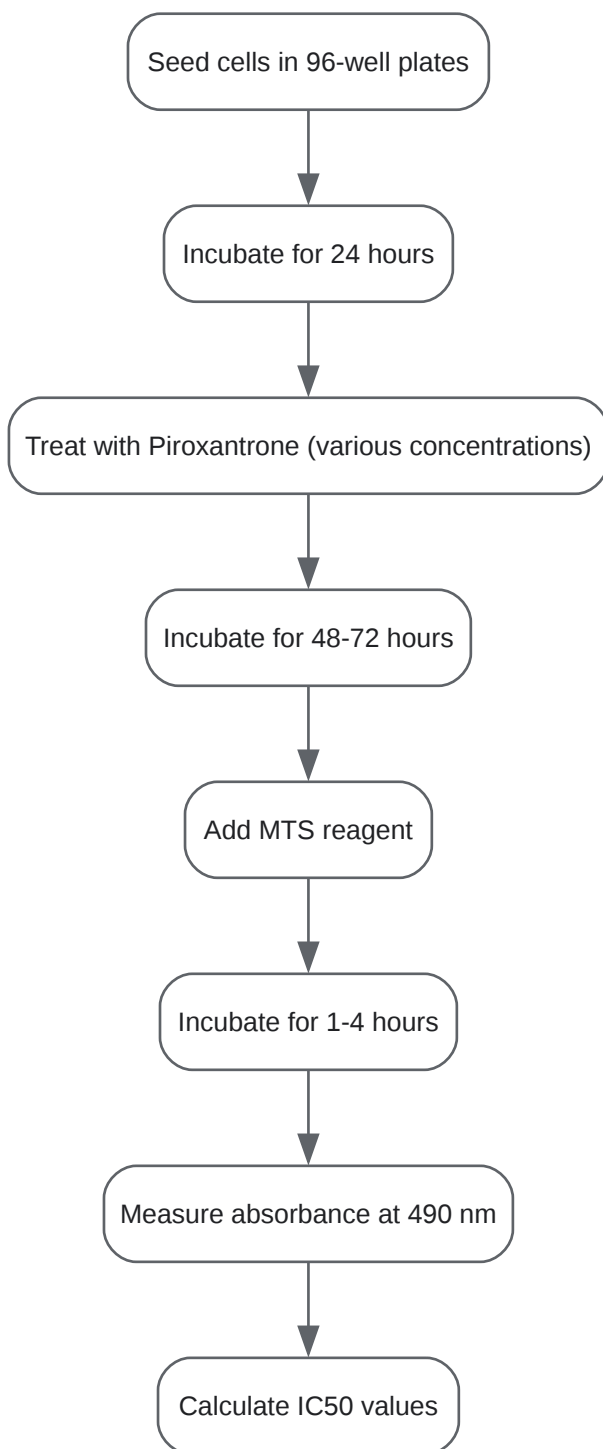 Seed cells in 96-well plates
Incubate for 24 hours
Treat with Piroxantrone (various concentrations)
Incubate for 48-72 hours
Add MTS reagent
Incubate for 1-4 hours
Measure absorbance at 490 nm
Calculate IC50 values